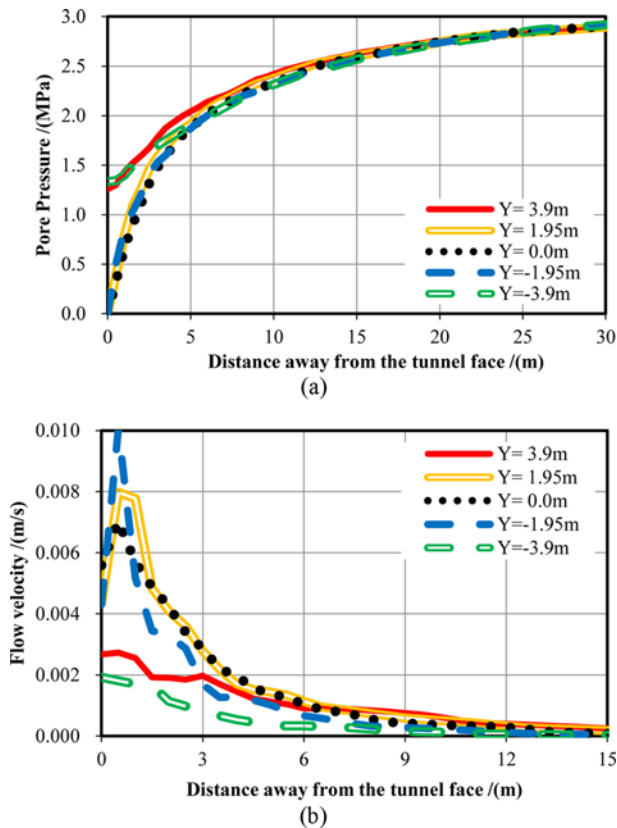 3.0
2.5
2.0
1.5
1.0
0.5
0.0
Pore Pressure /(MPa)
Y= 3.9m
Y= 1.95m
Y= 0.0m
Y=-1.95m
Y=-3.9m
0 5 10 15 20 25 30
Distance away from the tunnel face /(m)
(a)
0.010
0.008
0.006
0.004
0.002
0.000
Flow velocity /(m/s)
Y= 3.9m
Y= 1.95m
Y= 0.0m
Y=-1.95m
Y=-3.9m
0 3 6 9 12 15
Distance away from the tunnel face /(m)
(b)